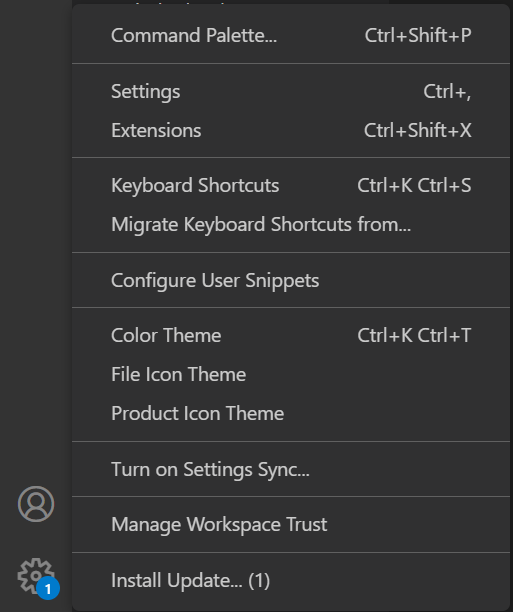 Command Palette... Ctrl+Shift+P
Settings Ctrl+,
Extensions Ctrl+Shift+X
Keyboard Shortcuts Ctrl+K Ctrl+S
Migrate Keyboard Shortcuts from...
Configure User Snippets
Color Theme Ctrl+K Ctrl+T
File Icon Theme
Product Icon Theme
Turn on Settings Sync...
Manage Workspace Trust
Install Update... (1)
1